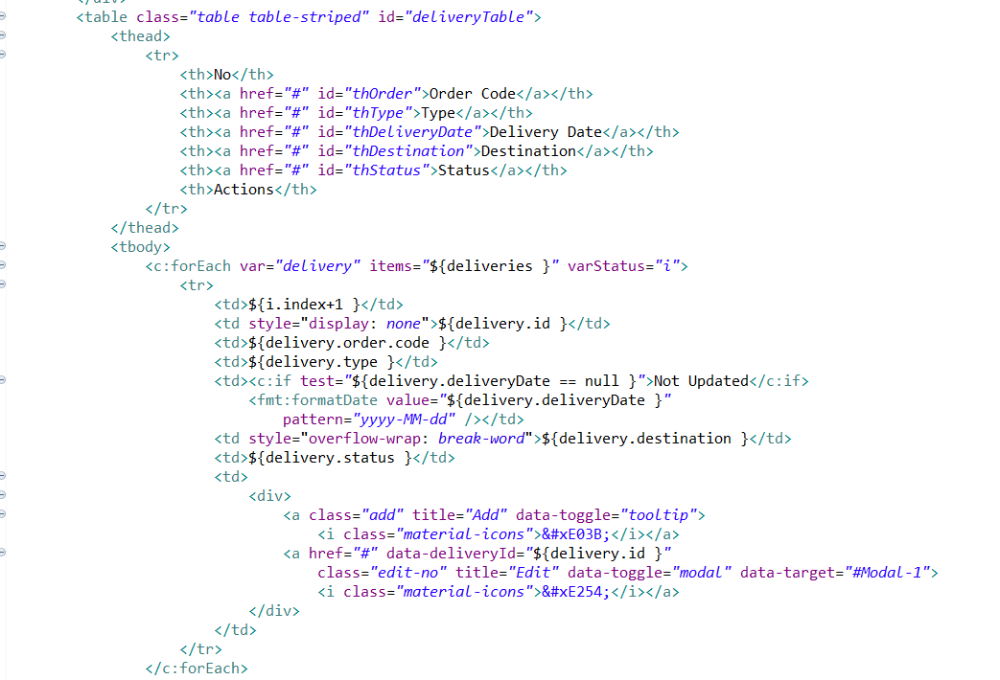 <table class="table table-striped" id="deliveryTable">
<thead>
<tr>
<th>No</th>
<th><a href="#" id="thOrder">Order Code</a></th>
<th><a href="#" id="thType">Type</a></th>
<th><a href="#" id="thDeliveryDate">Delivery Date</a></th>
<th><a href="#" id="thDestination">Destination</a></th>
<th><a href="#" id="thStatus">Status</a></th>
<th>Actions</th>
</tr>
</thead>
<tbody>
<c:forEach var="delivery" items="${deliveries }" varStatus="i">
<tr>
<td>${i.index+1 }</td>
<td style="display: none">${delivery.id }</td>
<td>${delivery.order.code }</td>
<td>${delivery.type }</td>
<td><c:if test="${delivery.deliveryDate == null }">Not Updated</c:if>
<fmt:formatDate value="${delivery.deliveryDate }"
pattern="yyyy-MM-dd" /></td>
<td style="overflow-wrap: break-word">${delivery.destination }</td>
<td>${delivery.status }</td>
<td>
<div>
<a class="add" title="Add" data-toggle="tooltip">
<i class="material-icons">&#xE03B;</i></a>
<a href="#" data-deliveryId="${delivery.id }"
class="edit-no" title="Edit" data-toggle="modal" data-target="#Modal-1">
<i class="material-icons">&#xE254;</i></a>
</div>
</td>
</tr>
</c:forEach>